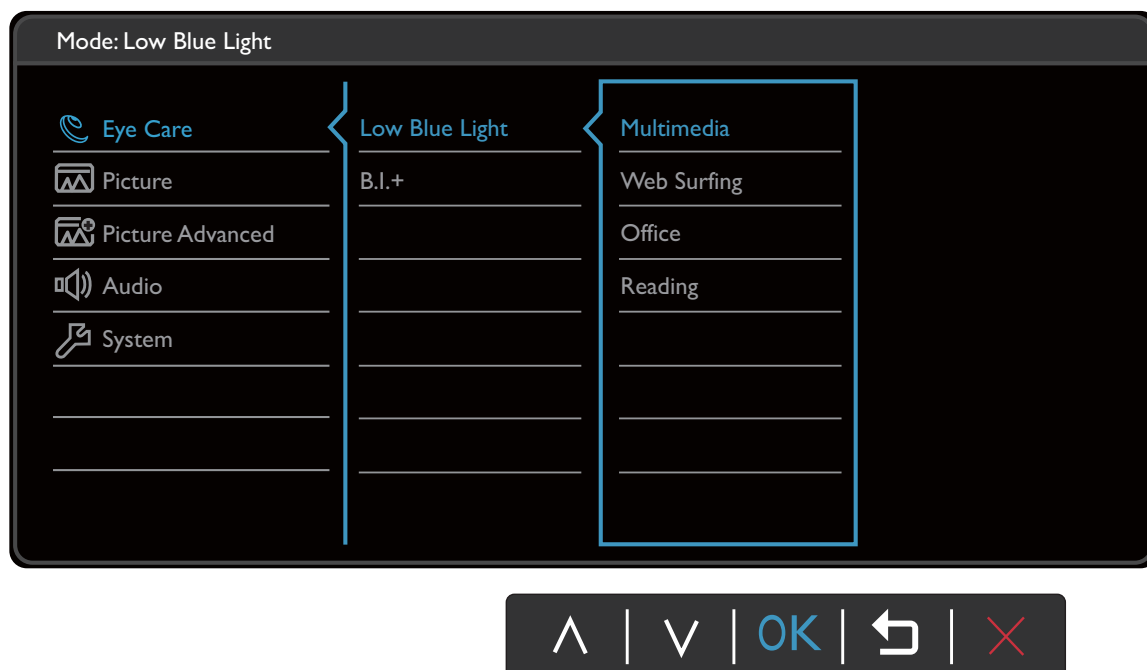 Mode: Low Blue Light
Eye Care
Low Blue Light
Multimedia
Picture
B.I.+
Web Surfing
Picture Advanced
Office
Audio
Reading
System
OK